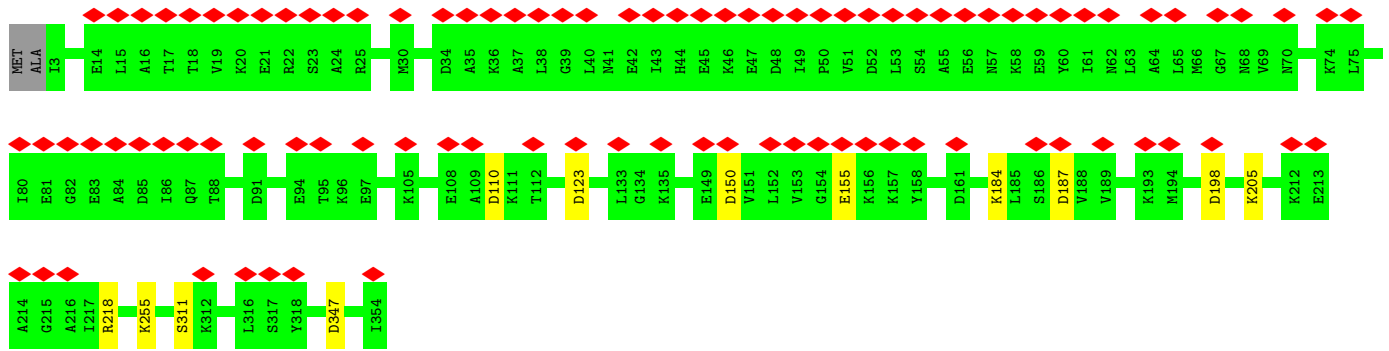 MET ALA I3 E14 L15 A16 T17 T18 V19 K20 E21 R22 S23 A24 R25 M30 D34 A35 K36 A37 L38 G39 L40 N41 E42 I43 H44 E45 K46 E47 D48 I49 P50 V51 D52 L53 S54 A55 E56 N57 K58 E59 Y60 I61 N62 L63 A64 L65 M66 G67 N68 V69 N70 K74 L75
I80 E81 G82 E83 A84 D85 I86 Q87 T88 D91 E94 T95 K96 E97 K105 E108 A109 D110 K111 T112 D123 L133 G134 K135 E149 D150 V151 L152 V153 G154 E155 K156 K157 Y158 D161 K184 L185 S186 D187 V188 V189 K193 M194 D198 K205 K212 E213
A214 G215 A216 I217 R218 K255 S311 K312 L316 S317 Y318 D347 I354